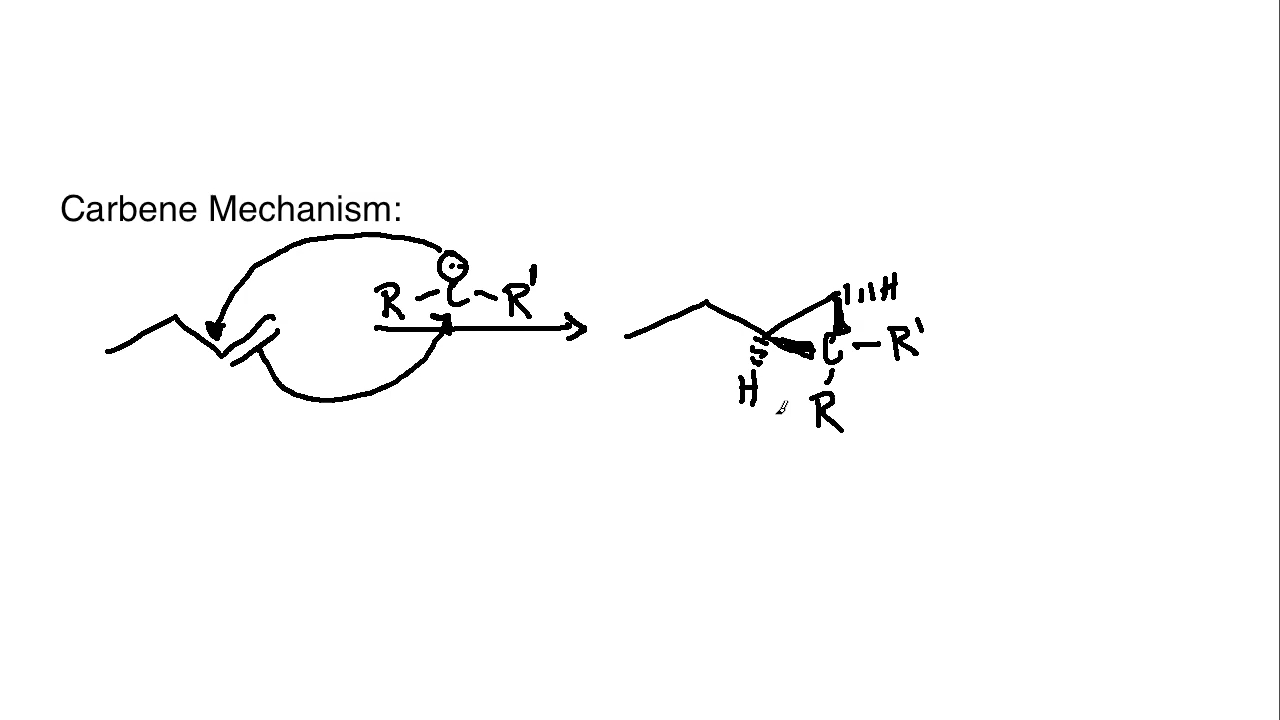 Carbene Mechanism:
R - C - R'
H
C - R'
H
R